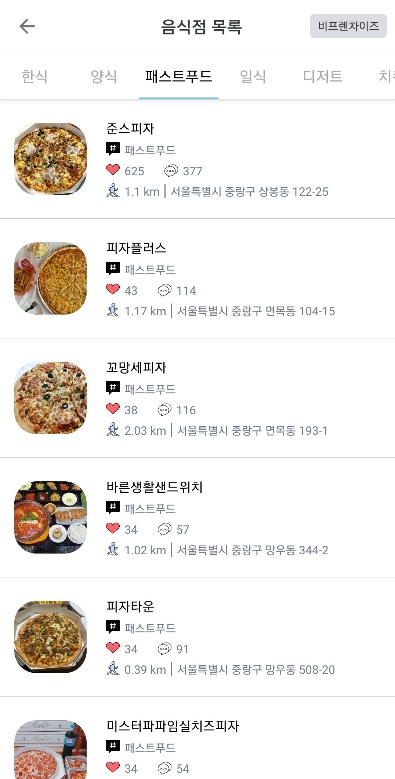 음식점 목록
비프렌차이즈
한식 양식 패스트푸드 일식 디저트
준스피자
# 패스트푸드
625 377
1.1 km | 서울특별시 중랑구 상봉동 122-25
피자플러스
# 패스트푸드
43 114
1.17 km | 서울특별시 중랑구 면목동 104-15
꼬망세피자
# 패스트푸드
38 116
2.03 km | 서울특별시 중랑구 면목동 193-1
바른생활샌드위치
# 패스트푸드
34 57
1.02 km | 서울특별시 중랑구 망우동 344-2
피자타운
# 패스트푸드
34 91
0.39 km | 서울특별시 중랑구 망우동 508-20
미스터파파임실치즈피자
# 패스트푸드
34 54